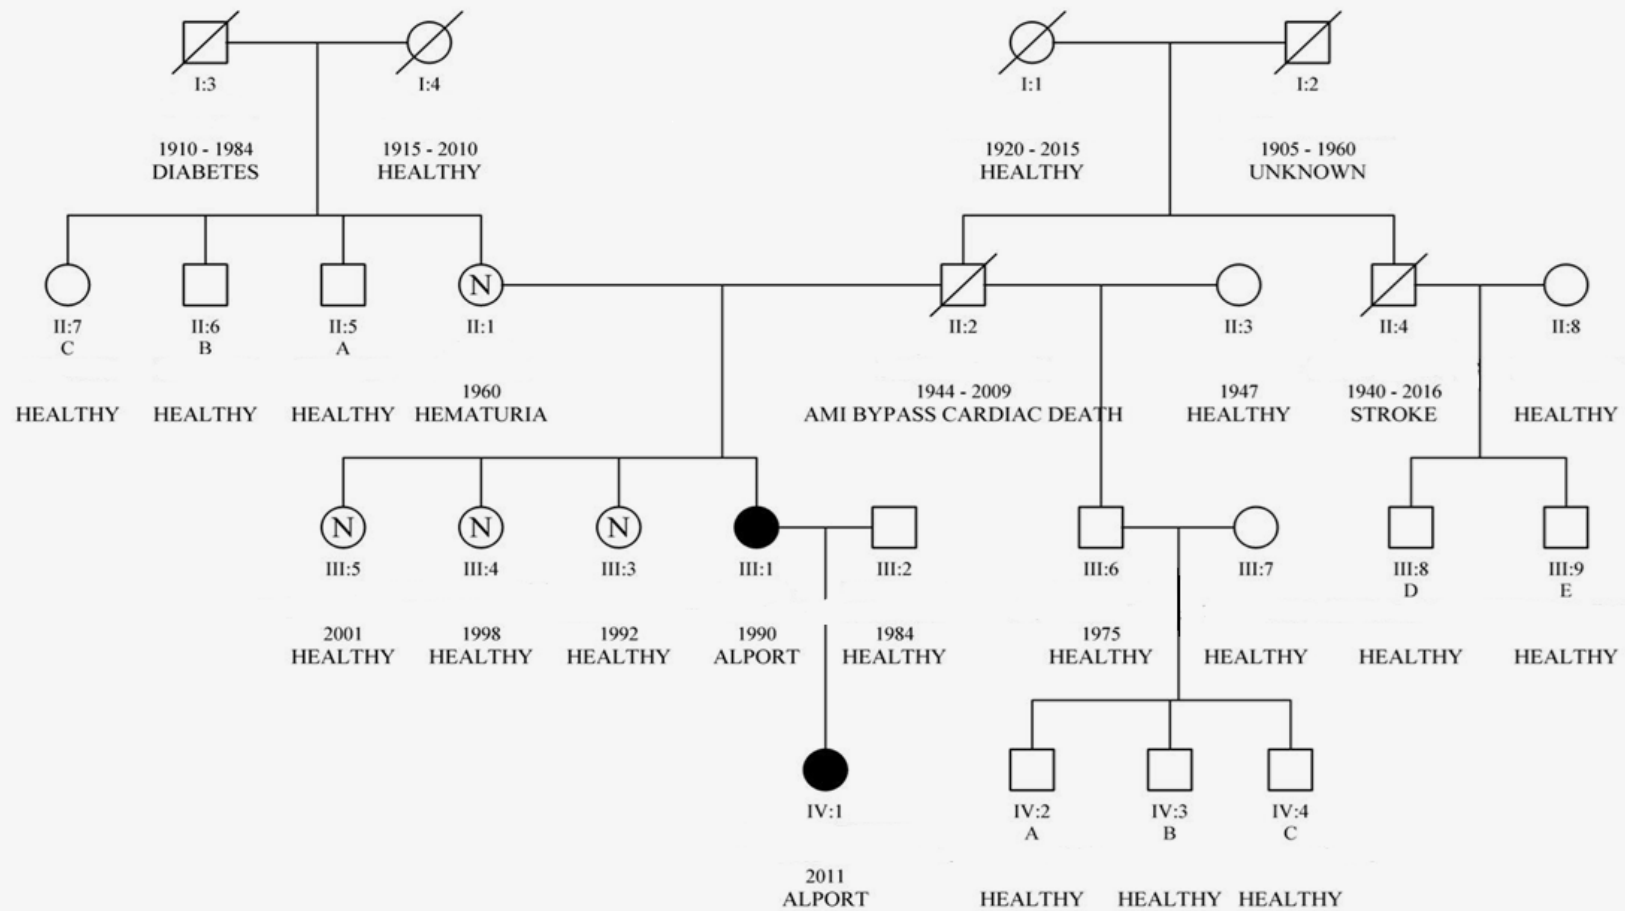 I:3 I:4 I:1 I:2
1910 - 1984 1915 - 2010 1920 - 2015 1905 - 1960
DIABETES HEALTHY HEALTHY UNKNOWN
N
II:7 II:6 II:5 II:1 II:2 II:3 II:4 II:8
C B A
1960 1944 - 2009 1947 1940 - 2016
HEALTHY HEALTHY HEALTHY HEMATURIA AMI BYPASS CARDIAC DEATH HEALTHY STROKE HEALTHY
N N N
III:5 III:4 III:3 III:1 III:2 III:6 III:7 III:8 III:9
D E
2001 1998 1992 1990 1984 1975
HEALTHY HEALTHY HEALTHY ALPORT HEALTHY HEALTHY HEALTHY HEALTHY HEALTHY
IV:1 IV:2 IV:3 IV:4
A B C
2011
ALPORT HEALTHY HEALTHY HEALTHY